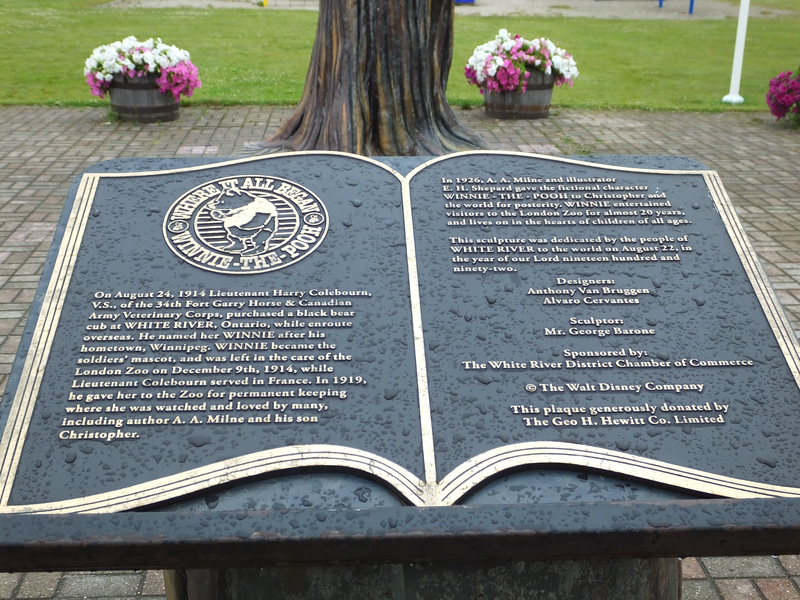 WHERE IT ALL BEGAN
WINNIE-THE-POOH
On August 24, 1914 Lieutenant Harry Colebourn,
V.S., of the 34th Fort Garry Horse & Canadian
Army Veterinary Corps, purchased a black bear
cub at WHITE RIVER, Ontario, while enroute
overseas. He named her WINNIE after his
hometown, Winnipeg. WINNIE became the
soldiers' mascot, and was left in the care of the
London Zoo on December 9th, 1914, while
Lieutenant Colebourn served in France. In 1919,
he gave her to the Zoo for permanent keeping
where she was watched and loved by many,
including author A. A. Milne and his son
Christopher.
In 1926, A. A. Milne and illustrator
E. H. Shepard gave the fictional character
WINNIE - THE - POOH to Christopher and
the world for posterity. WINNIE entertained
visitors to the London Zoo for almost 20 years,
and lives on in the hearts of children of all ages.
This sculpture was dedicated by the people of
WHITE RIVER to the world on August 22, in
the year of our Lord nineteen hundred and
ninety-two.
Designers:
Anthony Van Bruggen
Alvaro Cervantes
Sculptor:
Mr. George Barone
Sponsored by:
The White River District Chamber of Commerce
© The Walt Disney Company
This plaque generously donated by
The Geo H. Hewitt Co. Limited